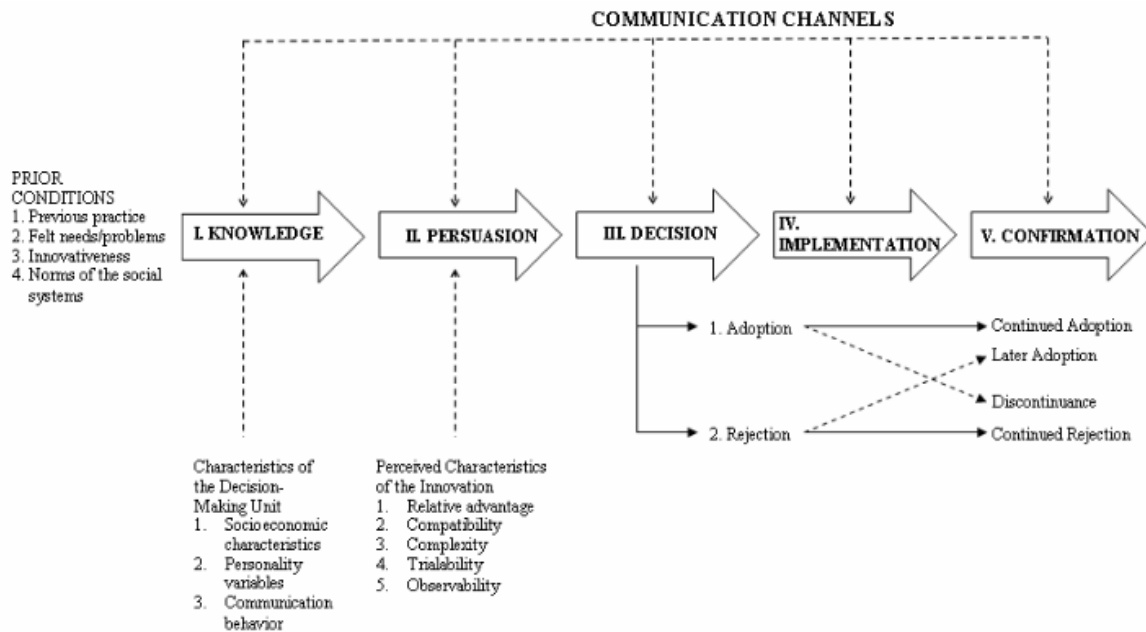 COMMUNICATION CHANNELS
PRIOR
CONDITIONS
1. Previous practice
2. Felt needs/problems
3. Innovativeness
4. Norms of the social
systems
I. KNOWLEDGE
II. PERSUASION
III. DECISION
IV.
IMPLEMENTATION
V. CONFIRMATION
1. Adoption
2. Rejection
Continued Adoption
Later Adoption
Discontinuance
Continued Rejection
Characteristics of
the Decision-
Making Unit
1. Socioeconomic
characteristics
2. Personality
variables
3. Communication
behavior
Perceived Characteristics
of the Innovation
1. Relative advantage
2. Compatibility
3. Complexity
4. Trialability
5. Observability